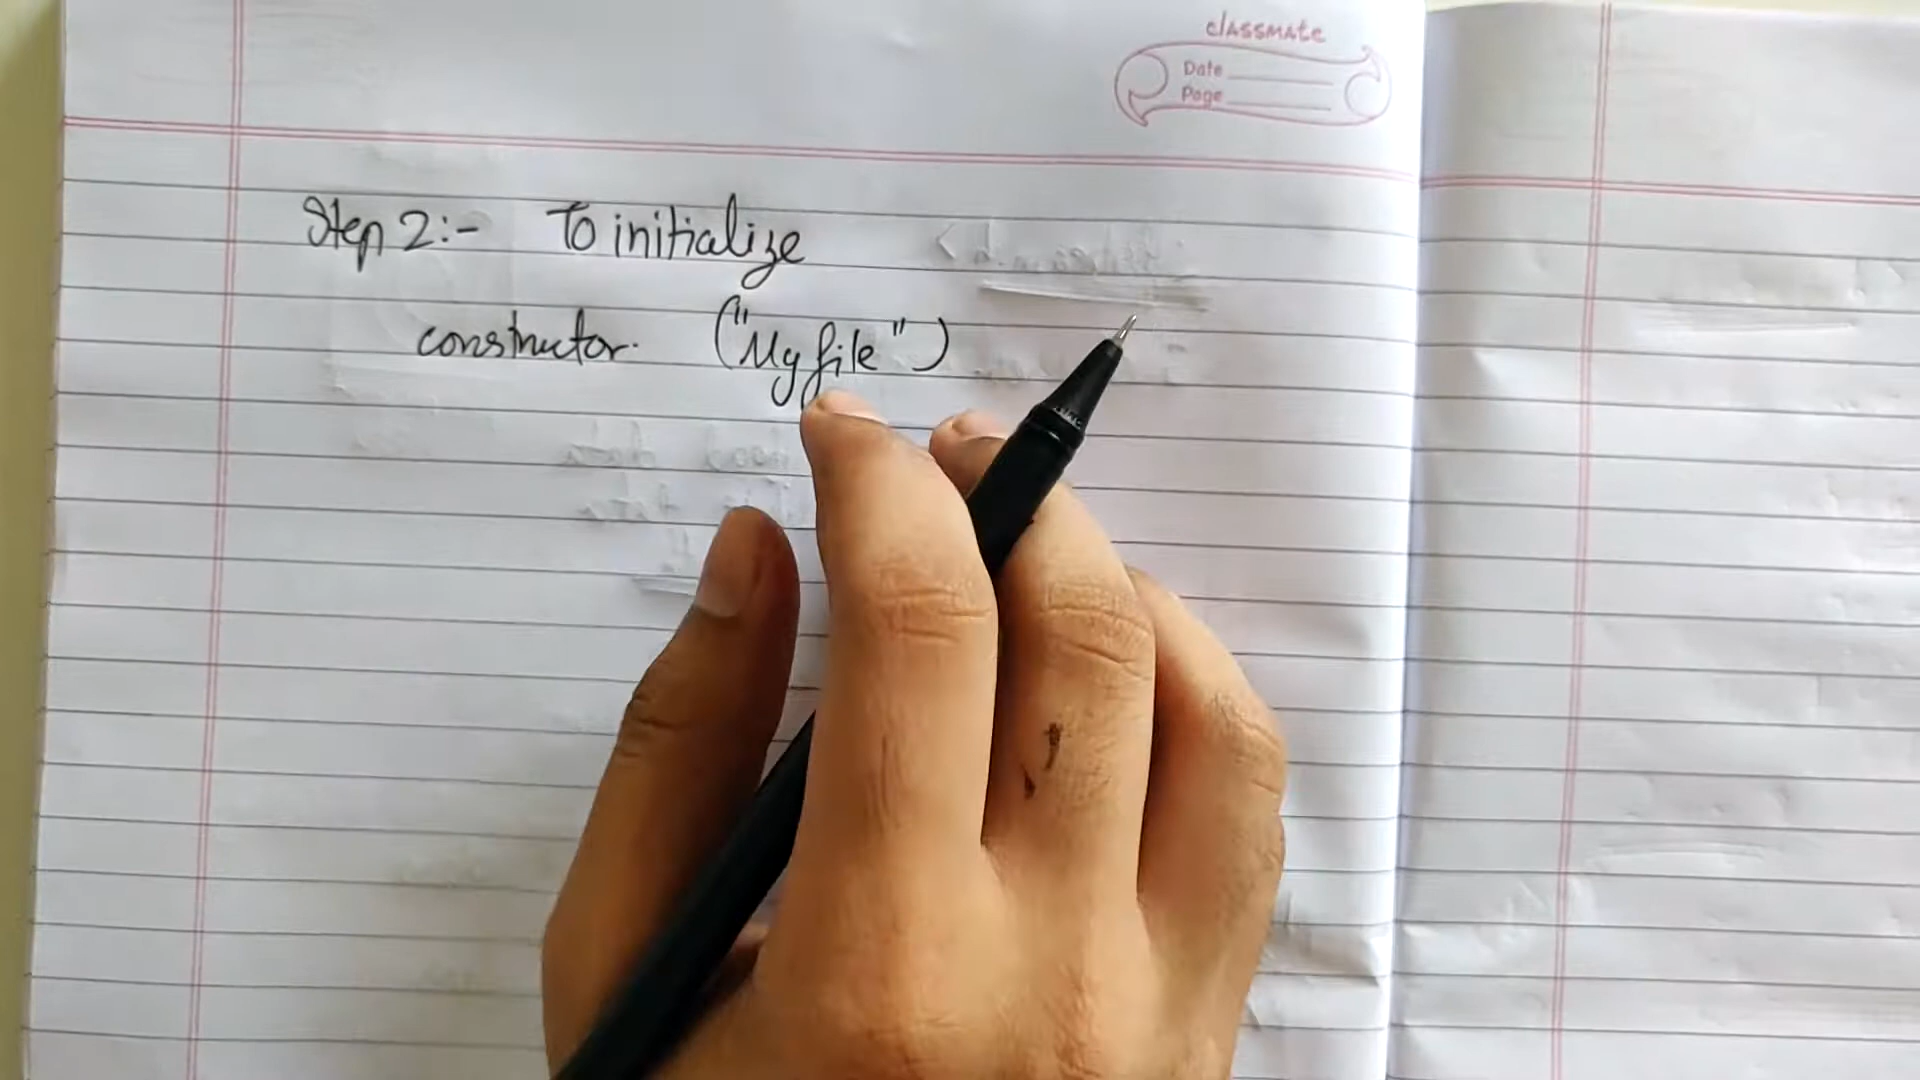 classmate
Date
Page
Step 2:- To initialize
constructor. ("My file")